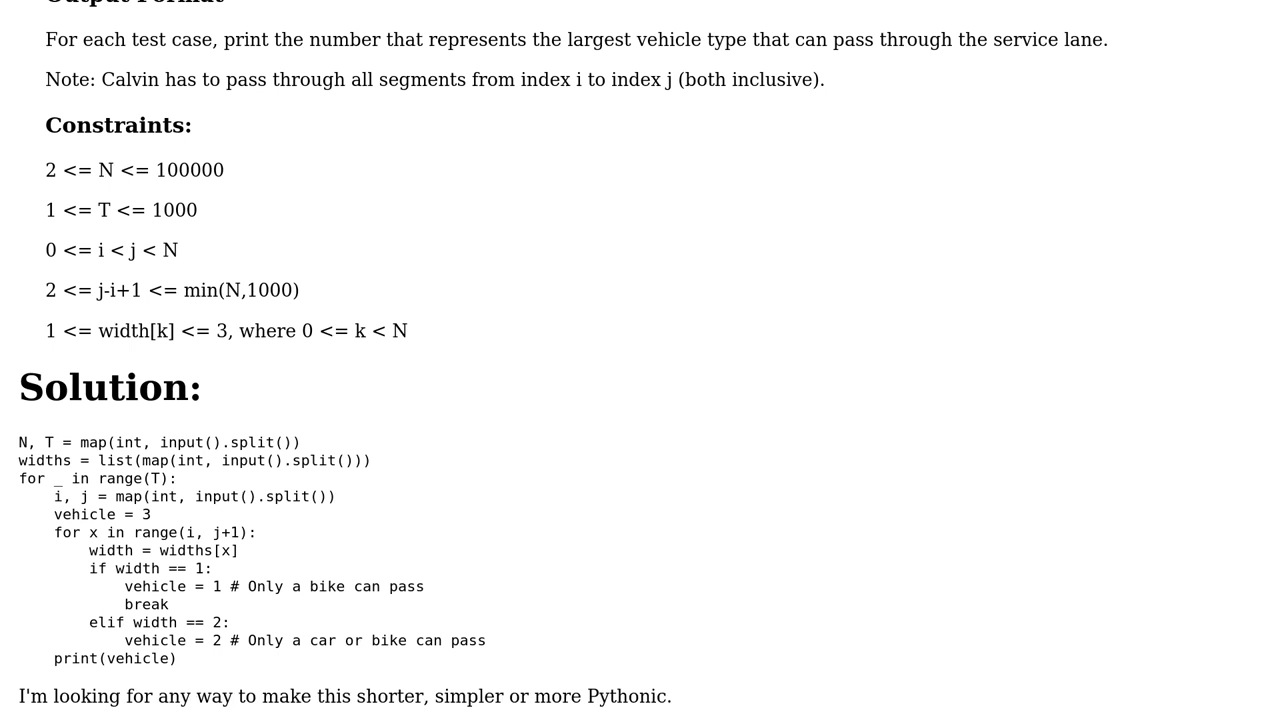 Output Format
For each test case, print the number that represents the largest vehicle type that can pass through the service lane.
Note: Calvin has to pass through all segments from index i to index j (both inclusive).
Constraints:
2 <= N <= 100000
1 <= T <= 1000
0 <= i < j < N
2 <= j-i+1 <= min(N,1000)
1 <= width[k] <= 3, where 0 <= k < N
Solution:
N, T = map(int, input().split())
widths = list(map(int, input().split()))
for _ in range(T):
    i, j = map(int, input().split())
    vehicle = 3
    for x in range(i, j+1):
        width = widths[x]
        if width == 1:
            vehicle = 1 # Only a bike can pass
            break
        elif width == 2:
            vehicle = 2 # Only a car or bike can pass
    print(vehicle)
I'm looking for any way to make this shorter, simpler or more Pythonic.